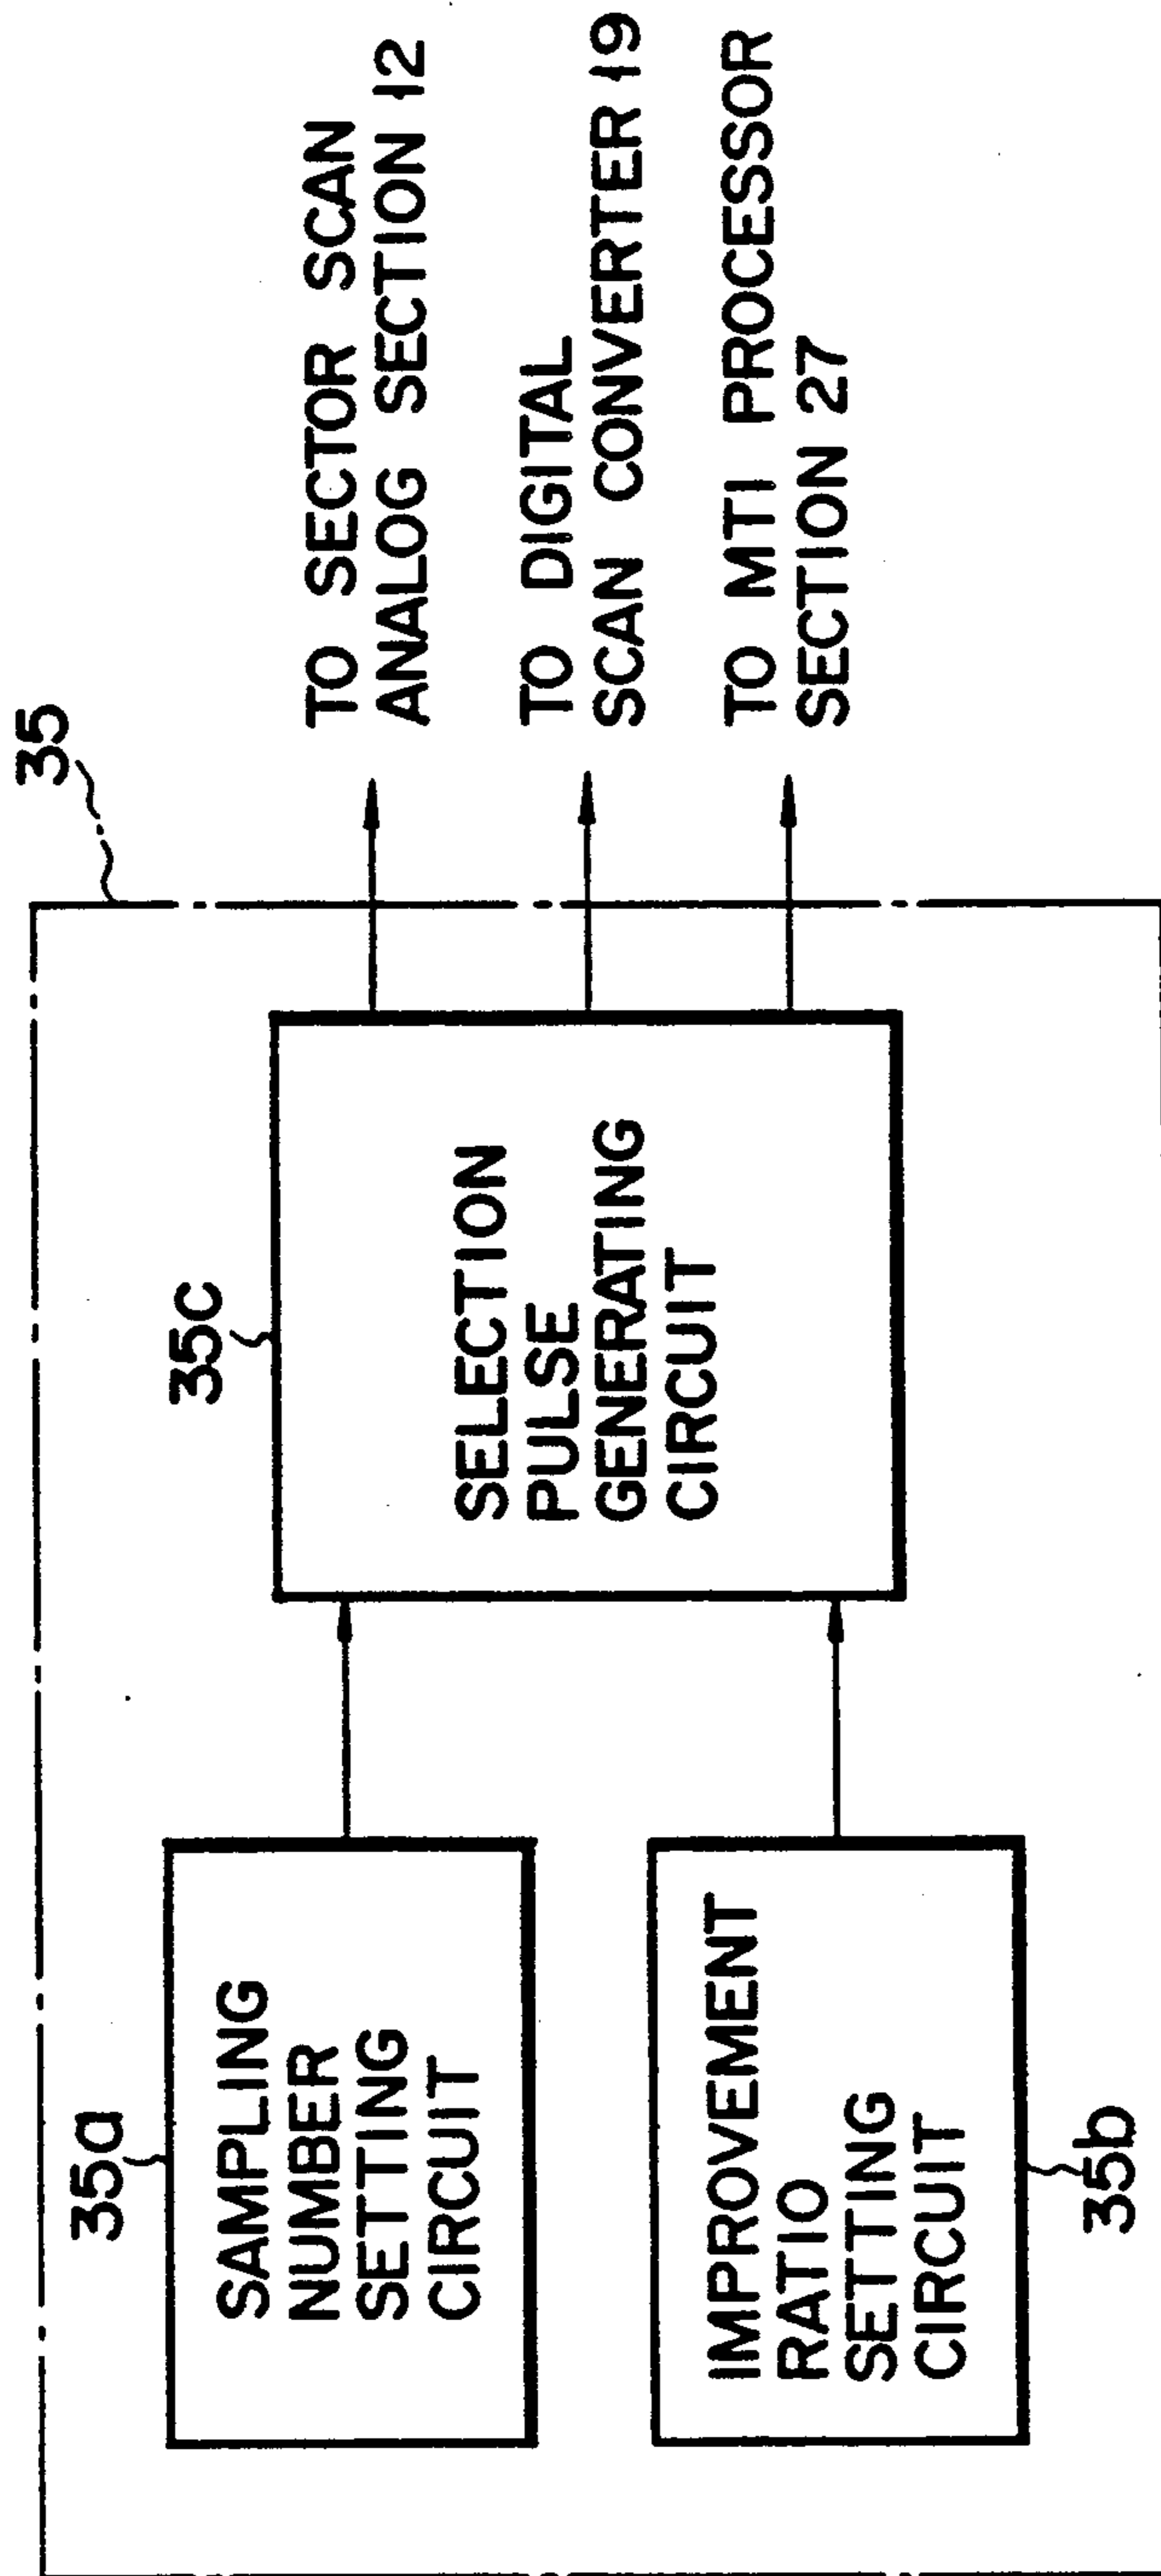 35
35a
SAMPLING
NUMBER
SETTING
CIRCUIT
35b
IMPROVEMENT
RATIO
SETTING
CIRCUIT
35c
SELECTION
PULSE
GENERATING
CIRCUIT
TO SECTOR SCAN
ANALOG SECTION 12
TO DIGITAL
SCAN CONVERTER 19
TO MTI PROCESSOR
SECTION 27